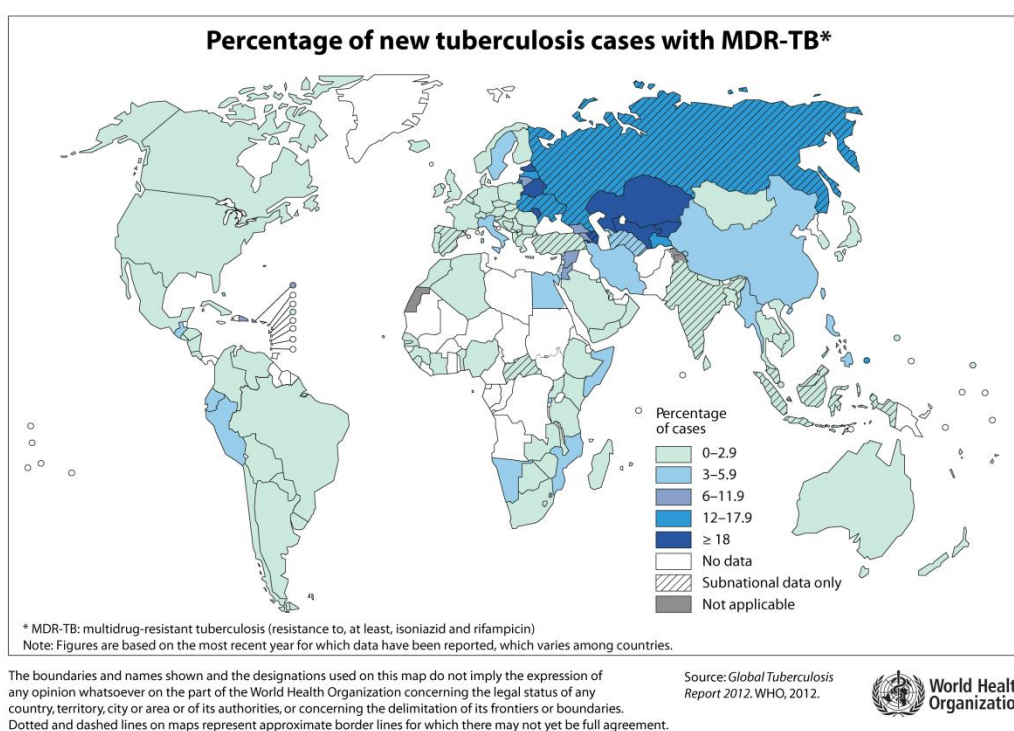 Percentage of new tuberculosis cases with MDR-TB*
Percentage
of cases
0–2.9
3–5.9
6–11.9
12–17.9
≥ 18
No data
Subnational data only
Not applicable
* MDR-TB: multidrug-resistant tuberculosis (resistance to, at least, isoniazid and rifampicin)
Note: Figures are based on the most recent year for which data have been reported, which varies among countries.
The boundaries and names shown and the designations used on this map do not imply the expression of
any opinion whatsoever on the part of the World Health Organization concerning the legal status of any
country, territory, city or area or of its authorities, or concerning the delimitation of its frontiers or boundaries.
Dotted and dashed lines on maps represent approximate border lines for which there may not yet be full agreement.
Source: Global Tuberculosis
Report 2012. WHO, 2012.
World Healt
Organizatio